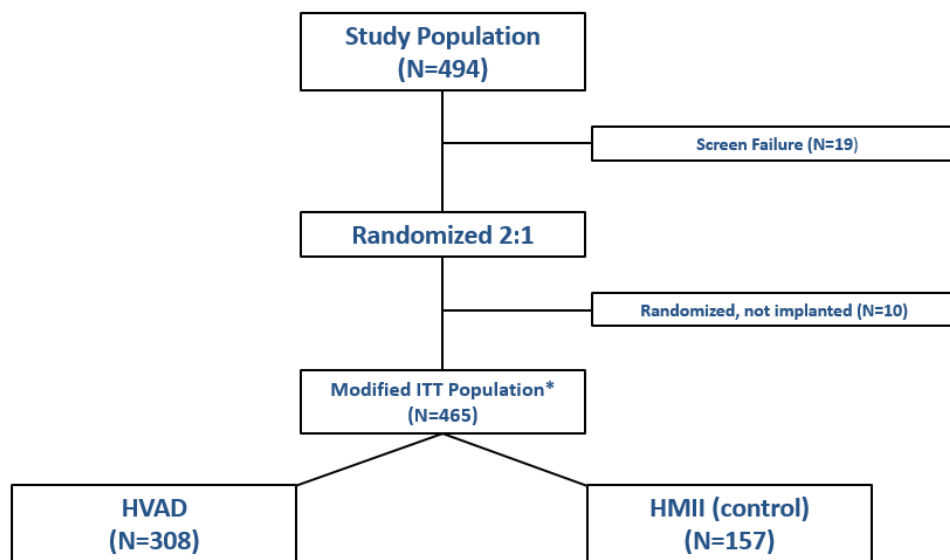 Study Population
(N=494)
Screen Failure (N=19)
Randomized 2:1
Randomized, not implanted (N=10)
Modified ITT Population*
(N=465)
HVAD
(N=308)
HMII (control)
(N=157)